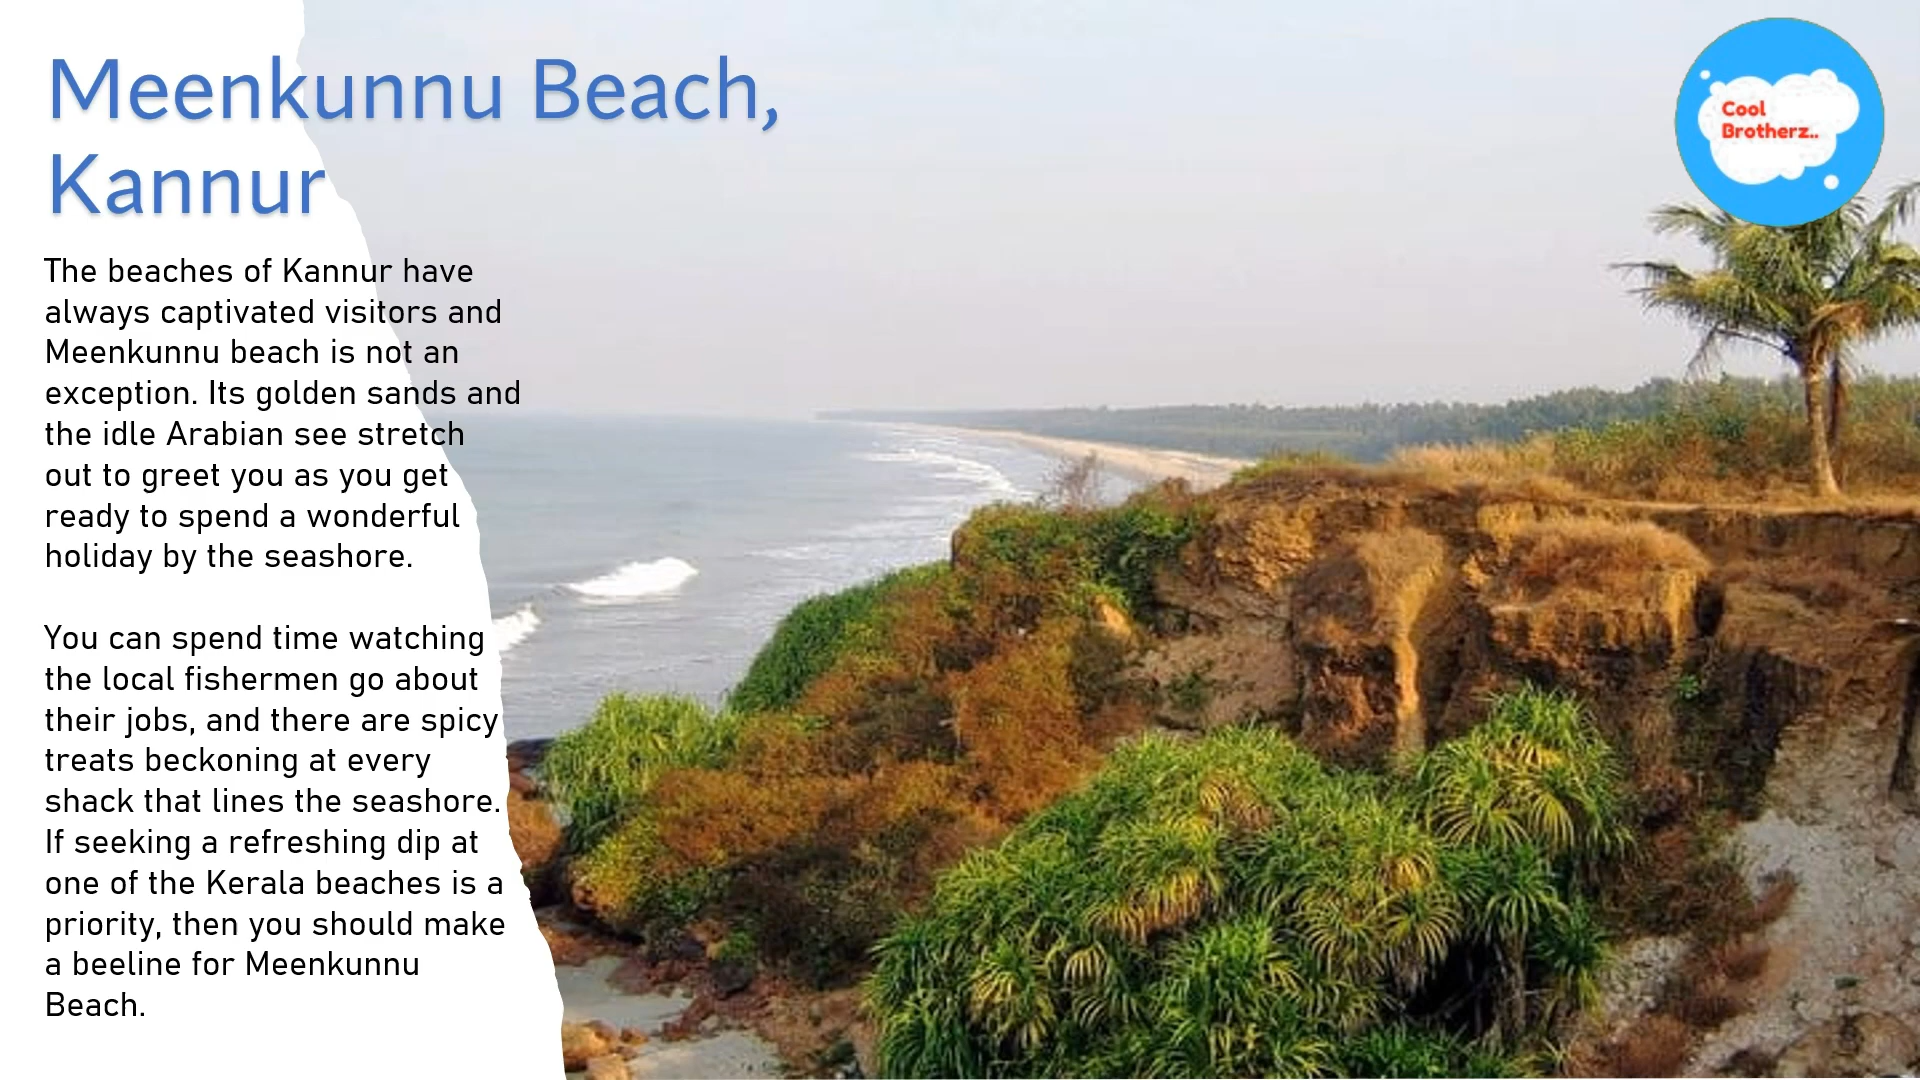 Meenkunnu Beach,
Kannur
Cool
Brotherz..
The beaches of Kannur have
always captivated visitors and
Meenkunnu beach is not an
exception. Its golden sands and
the idle Arabian see stretch
out to greet you as you get
ready to spend a wonderful
holiday by the seashore.
You can spend time watching
the local fishermen go about
their jobs, and there are spicy
treats beckoning at every
shack that lines the seashore.
If seeking a refreshing dip at
one of the Kerala beaches is a
priority, then you should make
a beeline for Meenkunnu
Beach.